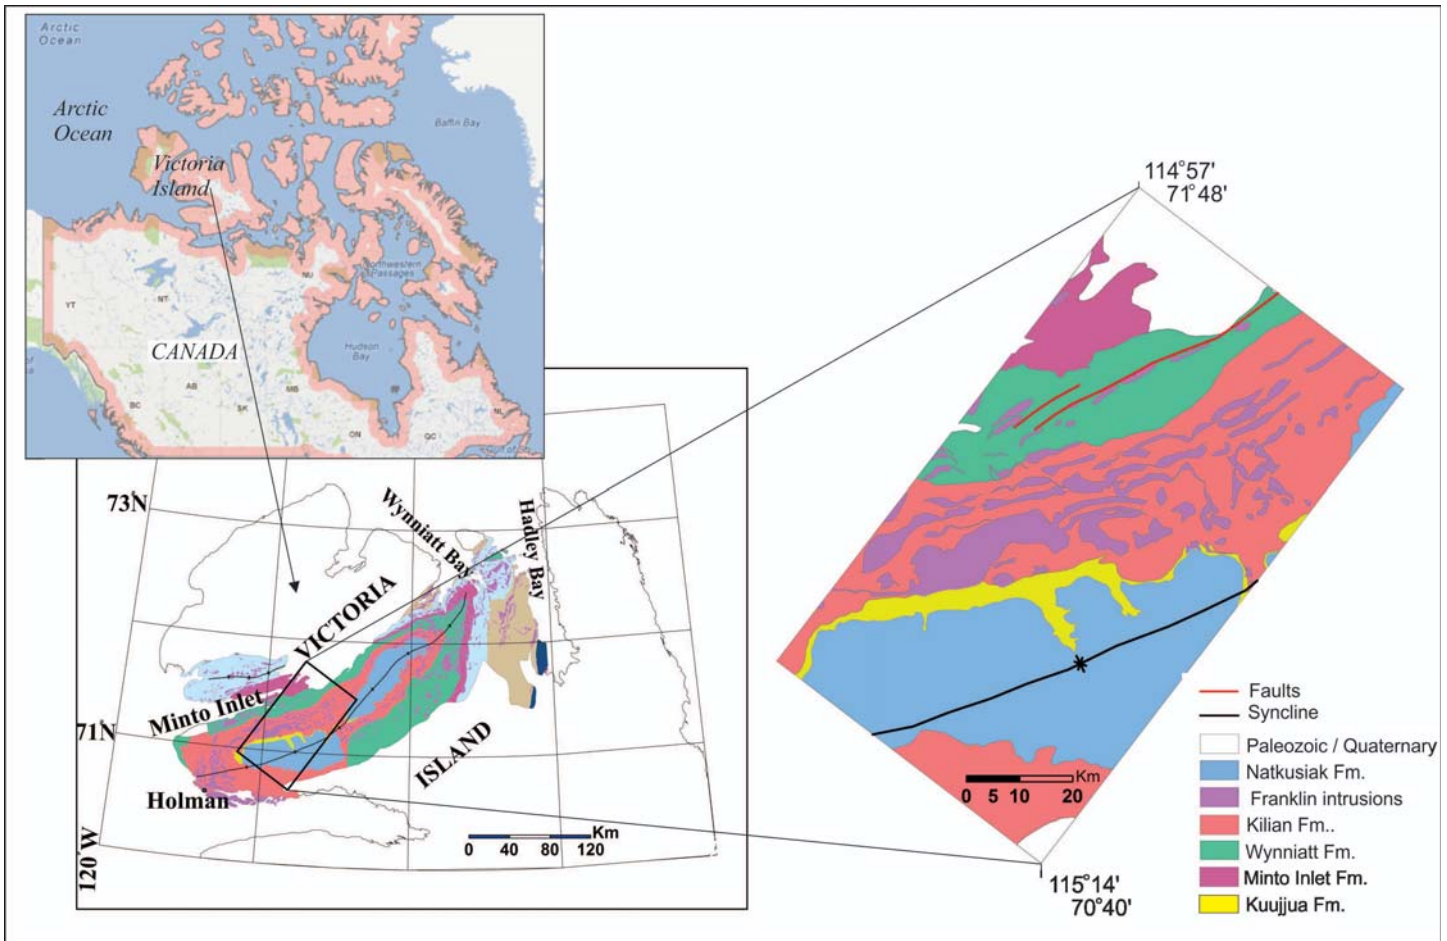 Arctic
Ocean
Arctic
Ocean
Baffin Bay
Victoria
Island
Northwestern
Passages
NU
YT
NT
Hudson
Bay
CANADA
AB
MB
BC
SK
NL
ON
QC
114°57'
71°48'
73N
Wynniatt Bay
Hadley Bay
VICTORIA
Minto Inlet
71N
ISLAND
Holman
120 W
Km
0 40 80 120
Faults
Syncline
Paleozoic / Quaternary
Natkusiak Fm.
Franklin intrusions
Kilian Fm..
Wynniatt Fm.
Minto Inlet Fm.
Kuujjua Fm.
Km
0 5 10 20
115°14'
70°40'